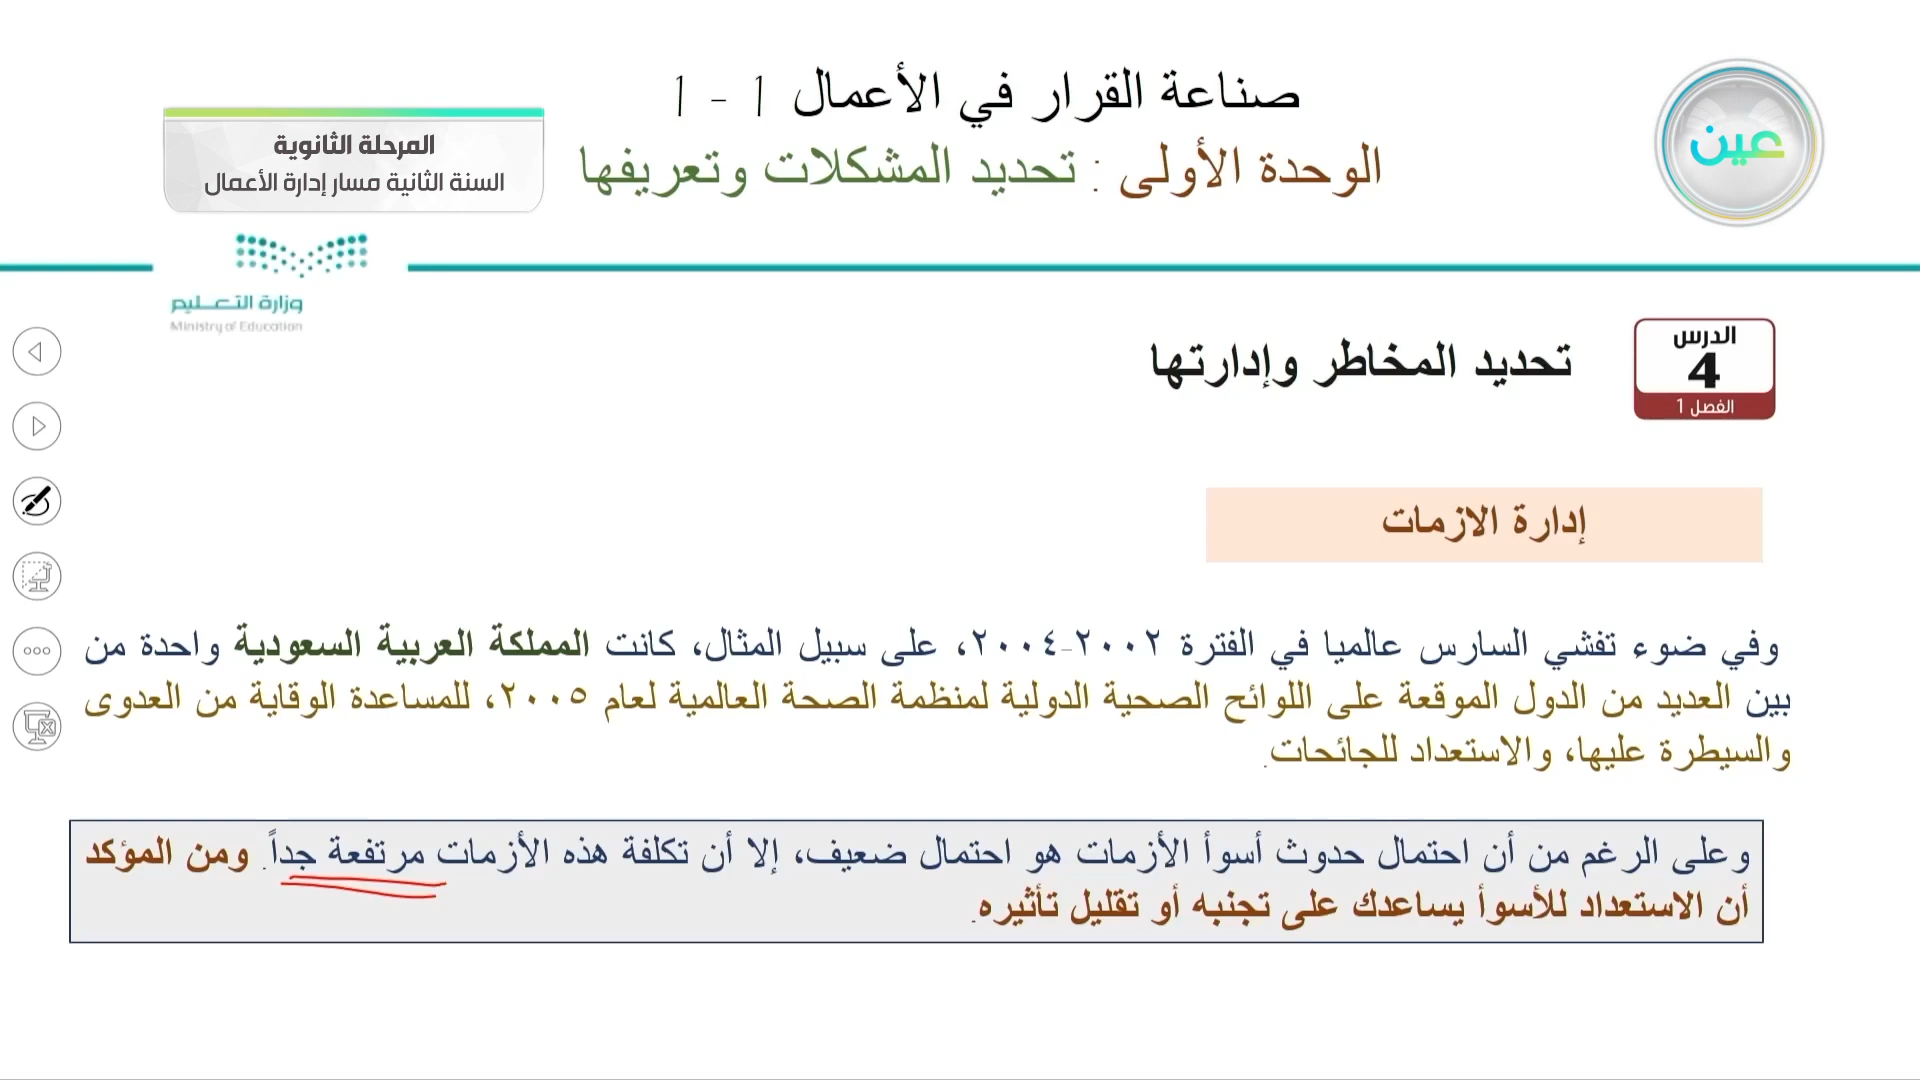 صناعة القرار في الأعمال 1 - 1
الوحدة الأولى : تحديد المشكلات وتعريفها
عين
المرحلة الثانوية
السنة الثانية مسار إدارة الأعمال
وزارة التعليم
Ministry of Education
الدرس
4
الفصل 1
تحديد المخاطر وإدارتها
إدارة الازمات
وفي ضوء تفشي السارس عالميا في الفترة ٢٠٠٢-٢٠٠٤، على سبيل المثال، كانت المملكة العربية السعودية واحدة من
بين العديد من الدول الموقعة على اللوائح الصحية الدولية لمنظمة الصحة العالمية لعام ٢٠٠٥، للمساعدة الوقاية من العدوى
والسيطرة عليها، والاستعداد للجائحات.
وعلى الرغم من أن احتمال حدوث أسوأ الأزمات هو احتمال ضعيف، إلا أن تكلفة هذه الأزمات مرتفعة جداً. ومن المؤكد
أن الاستعداد للأسوأ يساعدك على تجنبه أو تقليل تأثيره.